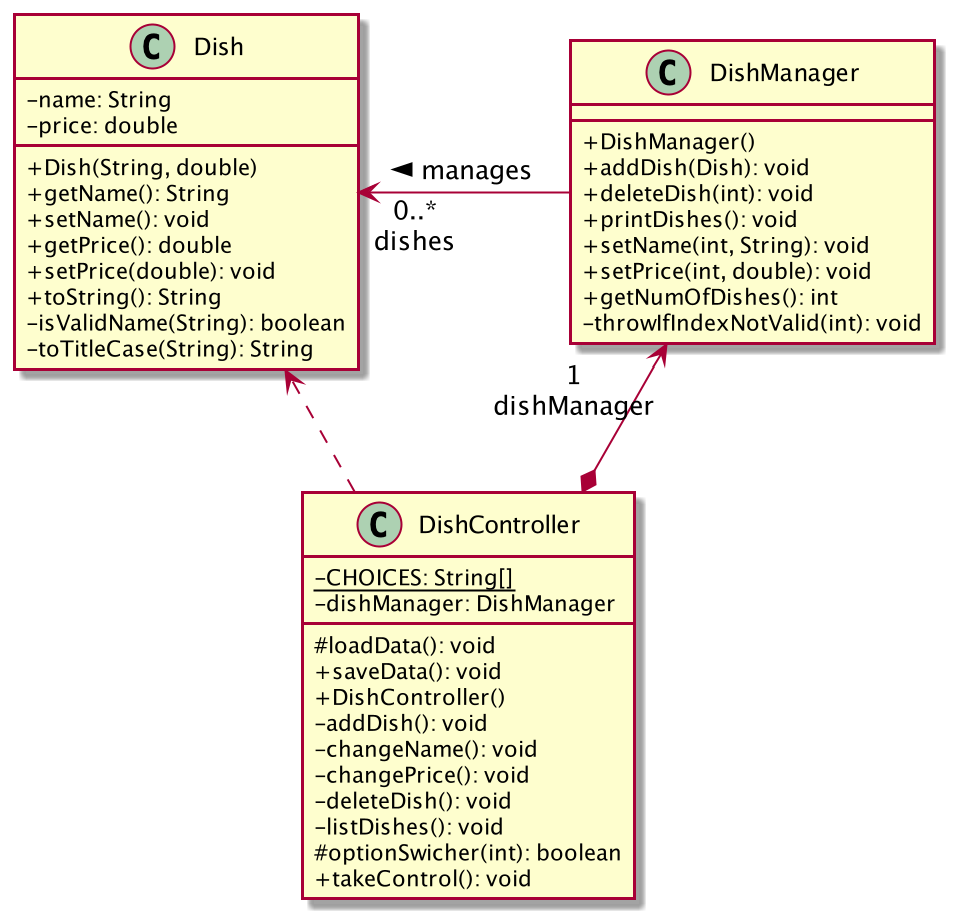 C Dish
-name: String
-price: double
+Dish(String, double)
+getName(): String
+setName(): void
+getPrice(): double
+setPrice(double): void
+toString(): String
-isValidName(String): boolean
-toTitleCase(String): String
◄ manages
0..*
dishes
C DishManager
+DishManager()
+addDish(Dish): void
+deleteDish(int): void
+printDishes(): void
+setName(int, String): void
+setPrice(int, double): void
+getNumOfDishes(): int
-throwIfIndexNotValid(int): void
1
dishManager
C DishController
-CHOICES: String[]
-dishManager: DishManager
#loadData(): void
+saveData(): void
+DishController()
-addDish(): void
-changeName(): void
-changePrice(): void
-deleteDish(): void
-listDishes(): void
#optionSwicher(int): boolean
+takeControl(): void